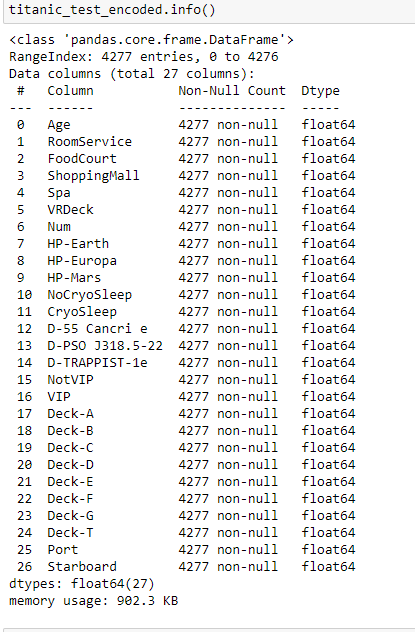 titanic_test_encoded.info()
<class 'pandas.core.frame.DataFrame'>
RangeIndex: 4277 entries, 0 to 4276
Data columns (total 27 columns):
 #   Column           Non-Null Count  Dtype
---  ------           --------------  -----
 0   Age              4277 non-null   float64
 1   RoomService      4277 non-null   float64
 2   FoodCourt        4277 non-null   float64
 3   ShoppingMall     4277 non-null   float64
 4   Spa              4277 non-null   float64
 5   VRDeck           4277 non-null   float64
 6   Num              4277 non-null   float64
 7   HP-Earth         4277 non-null   float64
 8   HP-Europa        4277 non-null   float64
 9   HP-Mars          4277 non-null   float64
 10  NoCryoSleep      4277 non-null   float64
 11  CryoSleep        4277 non-null   float64
 12  D-55 Cancri e    4277 non-null   float64
 13  D-PSO J318.5-22  4277 non-null   float64
 14  D-TRAPPIST-1e    4277 non-null   float64
 15  NotVIP           4277 non-null   float64
 16  VIP              4277 non-null   float64
 17  Deck-A           4277 non-null   float64
 18  Deck-B           4277 non-null   float64
 19  Deck-C           4277 non-null   float64
 20  Deck-D           4277 non-null   float64
 21  Deck-E           4277 non-null   float64
 22  Deck-F           4277 non-null   float64
 23  Deck-G           4277 non-null   float64
 24  Deck-T           4277 non-null   float64
 25  Port             4277 non-null   float64
 26  Starboard        4277 non-null   float64
dtypes: float64(27)
memory usage: 902.3 KB